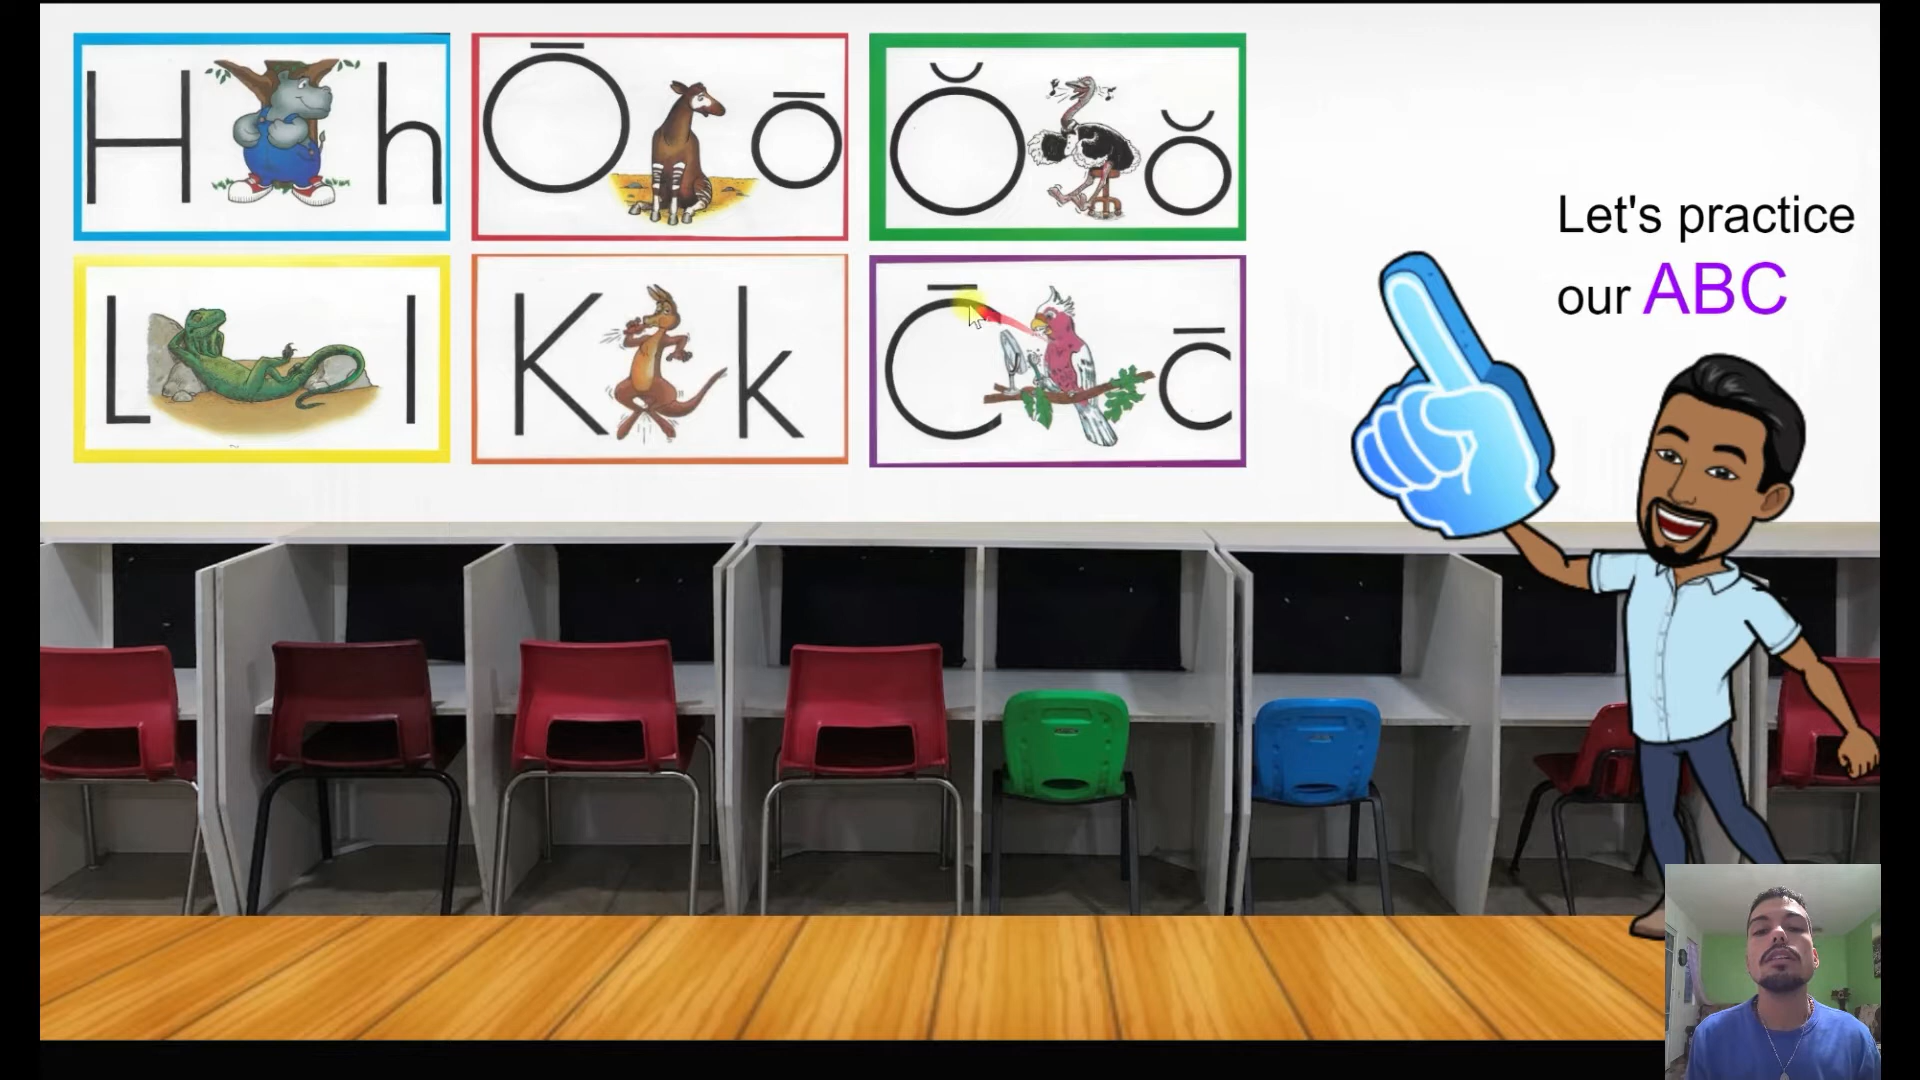 H h
Ō ō
Ŏ ŏ
L l
K k
C̄ c̄
Let's practice
our ABC